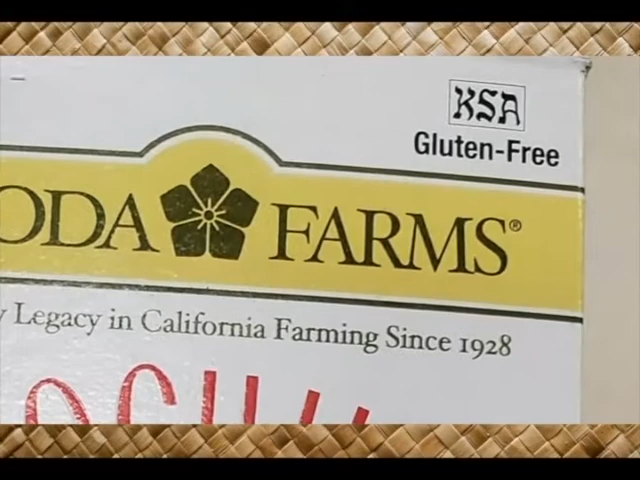 KSA
Gluten-Free
ODA FARMS®
y Legacy in California Farming Since 1928